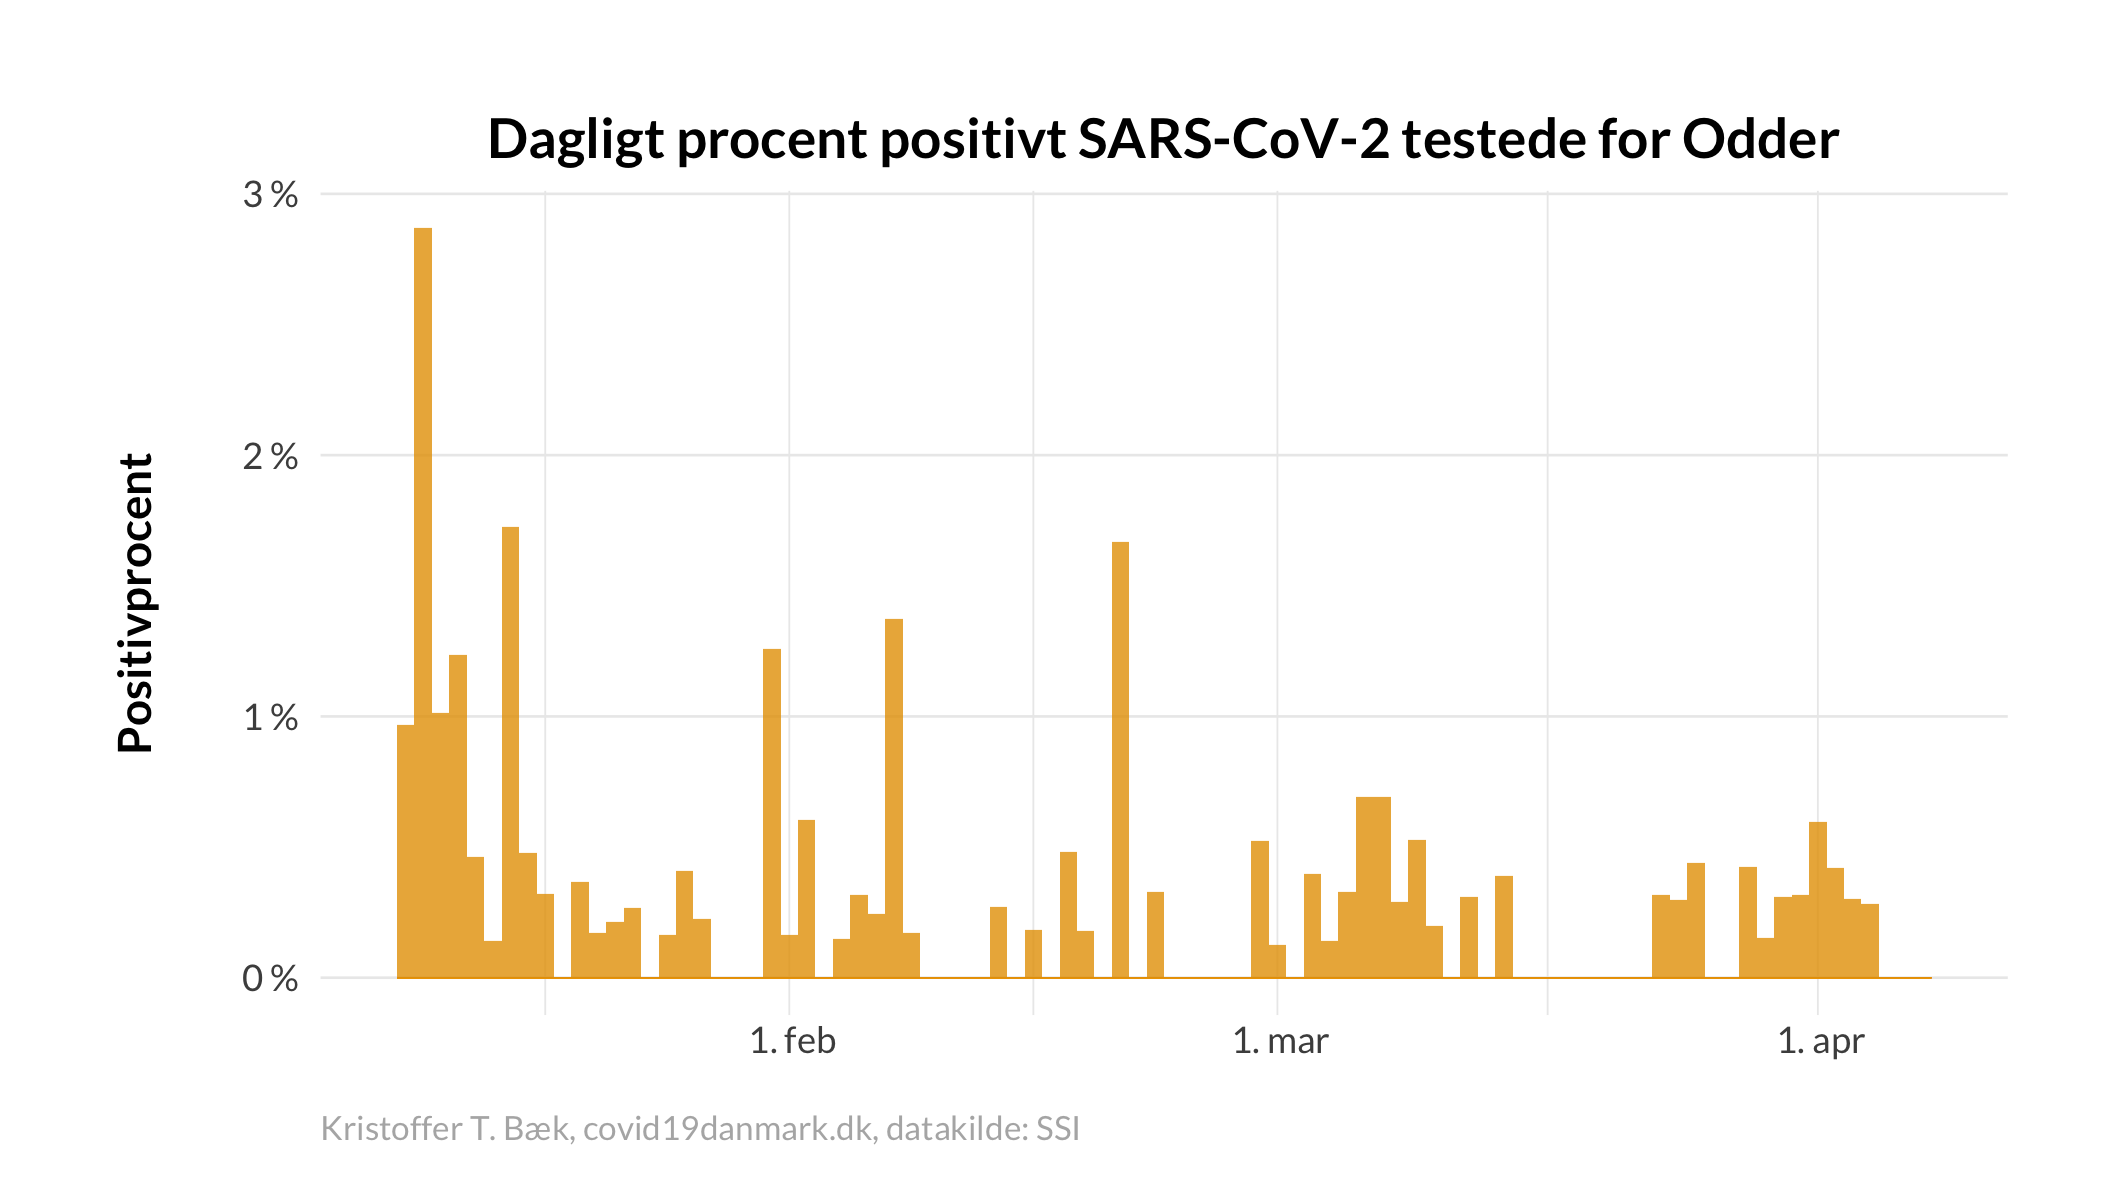 Dagligt procent positivt SARS-CoV-2 testede for Odder
Positivprocent
3 %
2 %
1 %
0 %
1. feb
1. mar
1. apr
Kristoffer T. Bæk, covid19danmark.dk, datakilde: SSI